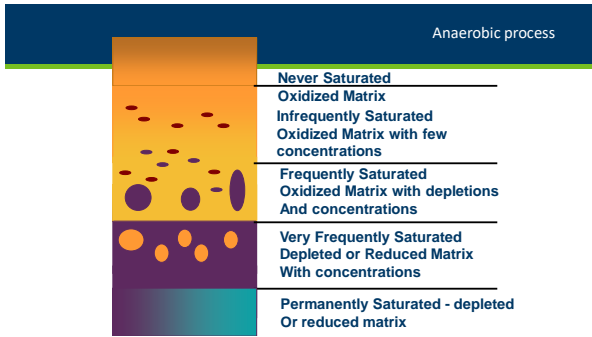 Anaerobic process
Never Saturated
Oxidized Matrix
Infrequently Saturated
Oxidized Matrix with few
concentrations
Frequently Saturated
Oxidized Matrix with depletions
And concentrations
Very Frequently Saturated
Depleted or Reduced Matrix
With concentrations
Permanently Saturated - depleted
Or reduced matrix